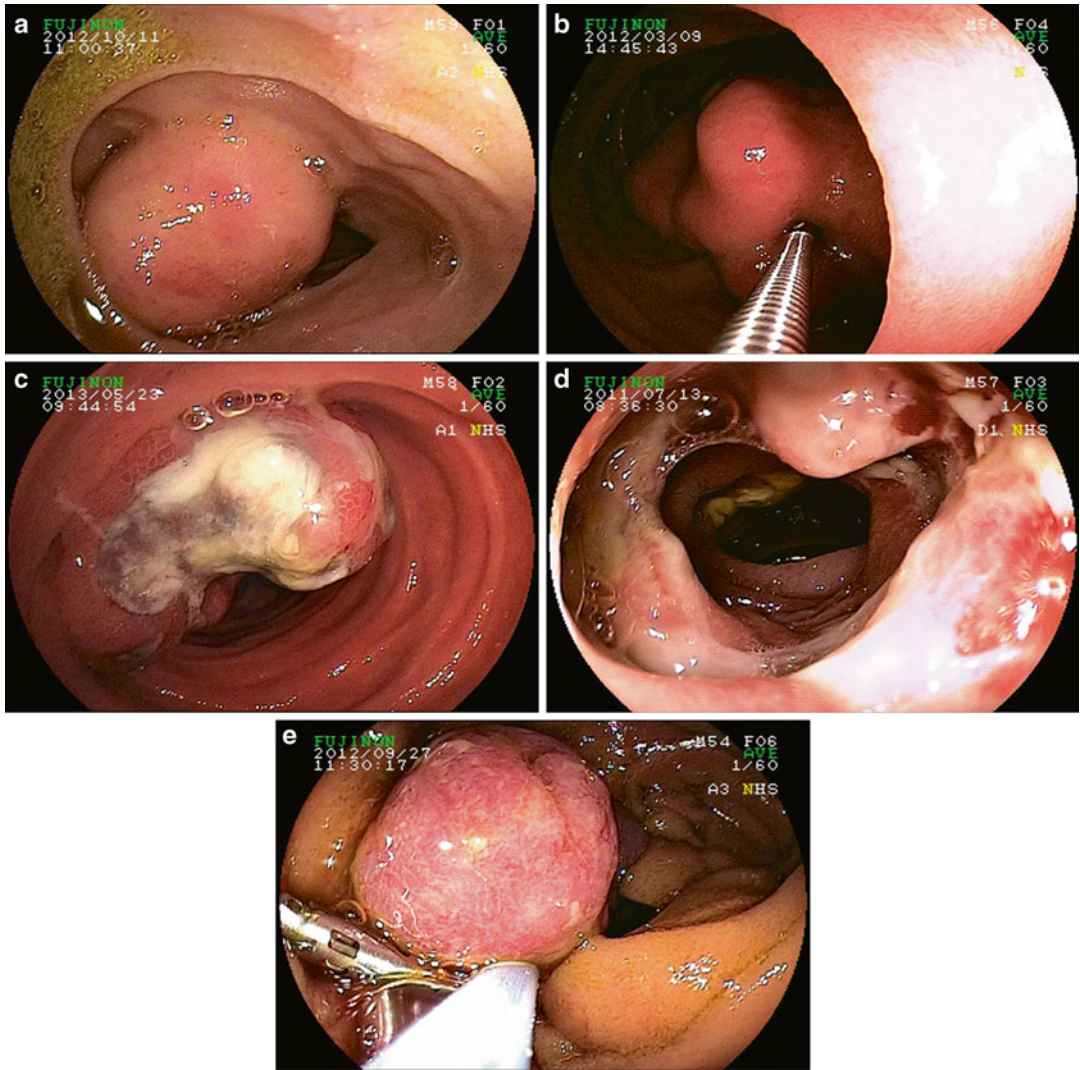 a
FUJINON
2012/10/11
11:00:37
M59 F01
AVE
1/60
A2 NHS
b
FUJINON
2012/03/09
14:45:43
M56 F04
AVE
1/60
N S
c
FUJINON
2013/05/23
09:44:54
M58 F02
AVE
1/60
A1 NHS
d
FUJINON
2011/07/13
08:36:30
M57 F03
AVE
1/60
D1 NHS
e
FUJINON
2012/09/27
11:30:17
M54 F06
AVE
1/60
A3 NHS